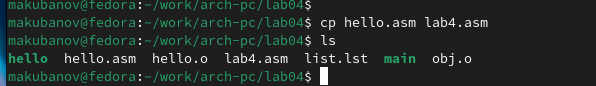 makubanov@fedora:~/work/arch-pc/lab04$
makubanov@fedora:~/work/arch-pc/lab04$ cp hello.asm lab4.asm
makubanov@fedora:~/work/arch-pc/lab04$ ls
hello  hello.asm  hello.o  lab4.asm  list.lst  main  obj.o
makubanov@fedora:~/work/arch-pc/lab04$